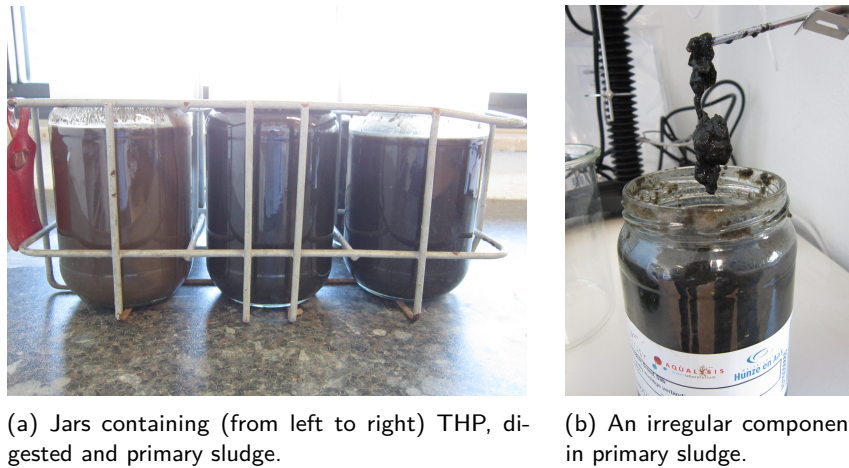 AQUALYSIS
Hunze en Aa
(a) Jars containing (from left to right) THP, di-
gested and primary sludge.
(b) An irregular componen
in primary sludge.